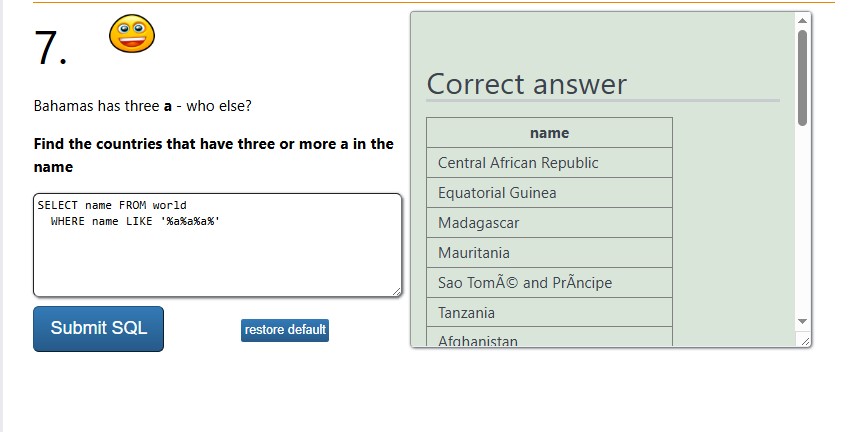 7.
Bahamas has three a - who else?
Find the countries that have three or more a in the
name
SELECT name FROM world
  WHERE name LIKE '%a%a%a%'
Submit SQL
restore default
Correct answer
name
Central African Republic
Equatorial Guinea
Madagascar
Mauritania
Sao TomÃ© and PrÃncipe
Tanzania
Afghanistan